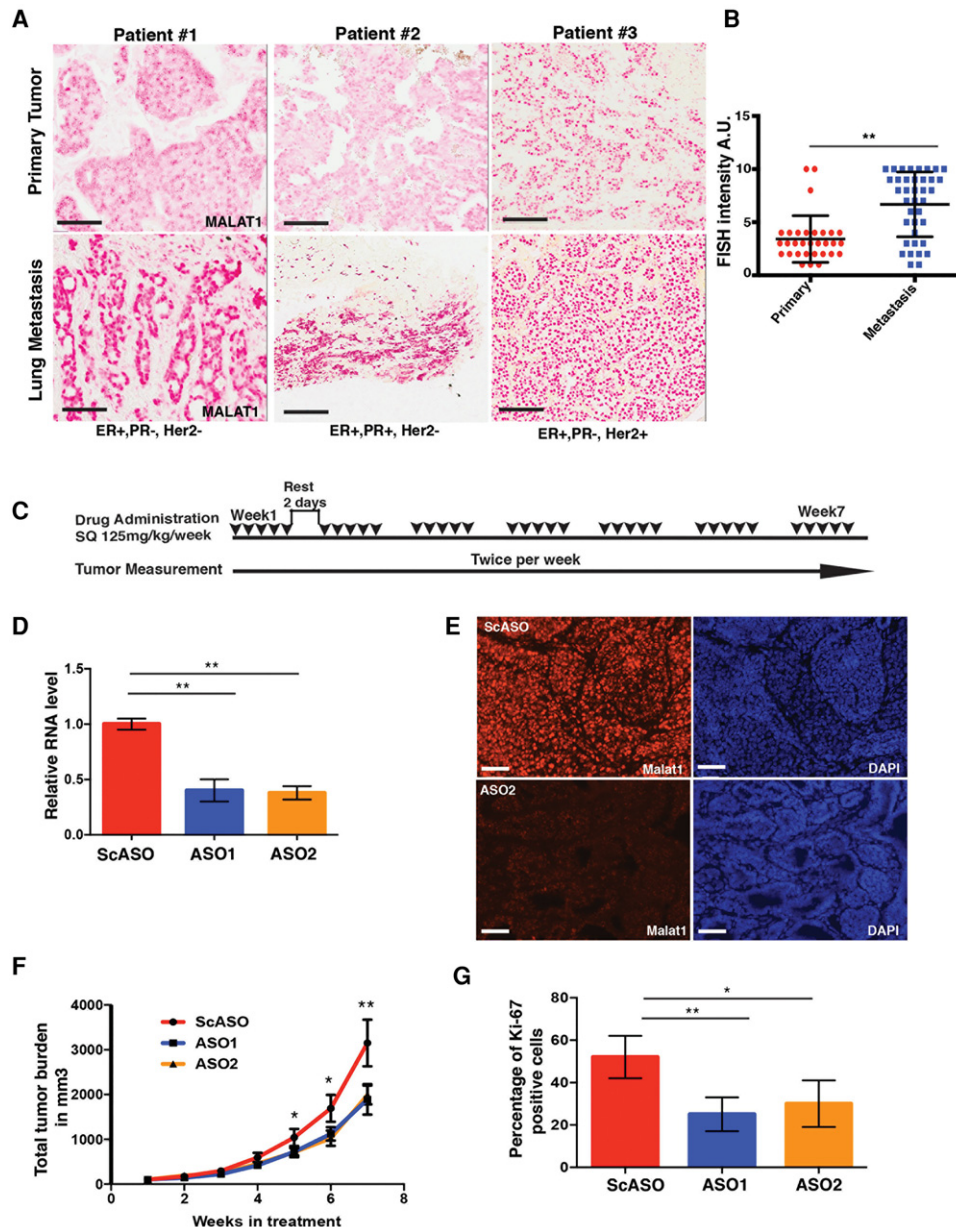 A
Patient #1
Patient #2
Patient #3
Primary Tumor
MALAT1
Lung Metastasis
MALAT1
ER+,PR-, Her2-
ER+,PR+, Her2-
ER+,PR-, Her2+
B
FISH intensity A.U.
15
10
5
0
**
Primary
Metastasis
C
Drug Administration
SQ 125mg/kg/week
Week1
Rest
2 days
Week7
Tumor Measurement
Twice per week
D
Relative RNA level
1.5
1.0
0.5
0.0
**
**
ScASO
ASO1
ASO2
E
ScASO
Malat1
DAPI
ASO2
Malat1
DAPI
F
Total tumor burden
in mm3
4000
3000
2000
1000
0
0
2
4
6
8
Weeks in treatment
ScASO
ASO1
ASO2
*
*
**
G
Percentage of Ki-67
positive cells
80
60
40
20
0
*
**
ScASO
ASO1
ASO2